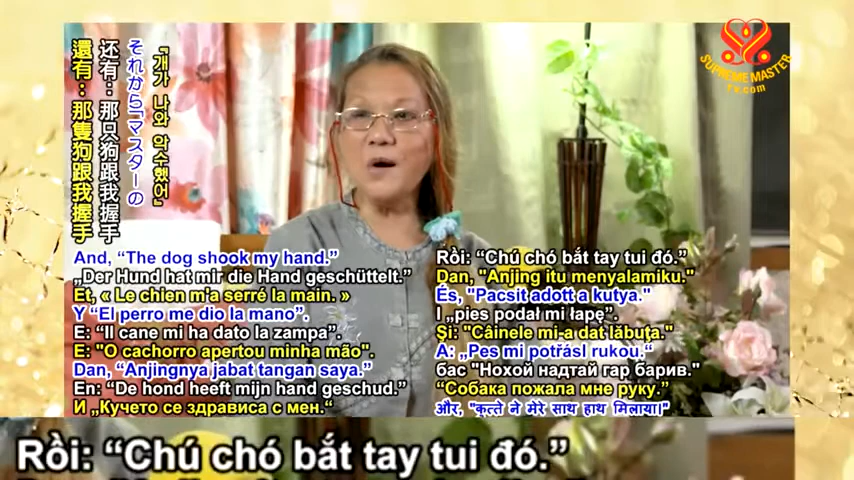 SUPREME MASTER
TV.com
『개가 나와 악수했어』
それから「マスターの
还有：那只狗跟我握手
還有：那隻狗跟我握手
And, “The dog shook my hand.”
„Der Hund hat mir die Hand geschüttelt.”
Et, « Le chien m'a serré la main. »
Y “El perro me dio la mano”.
E: “Il cane mi ha dato la zampa”.
E: "O cachorro apertou minha mão".
Dan, “Anjingnya jabat tangan saya.”
En: “De hond heeft mijn hand geschud.”
И „Кучето се здрависа с мен.“
Rồi: “Chú chó bắt tay tui đó.”
Dan, "Anjing itu menyalamiku."
És, "Pacsit adott a kutya."
I „pies podał mi łapę”.
Şi: "Câinele mi-a dat lăbuţa."
A: „Pes mi potřásl rukou.“
бас "Нохой надтай гар барив."
“Собака пожала мне руку.”
और, "कुत्ते ने मेरे साथ हाथ मिलाया।"
Rồi: “Chú chó bắt tay tui đó.”